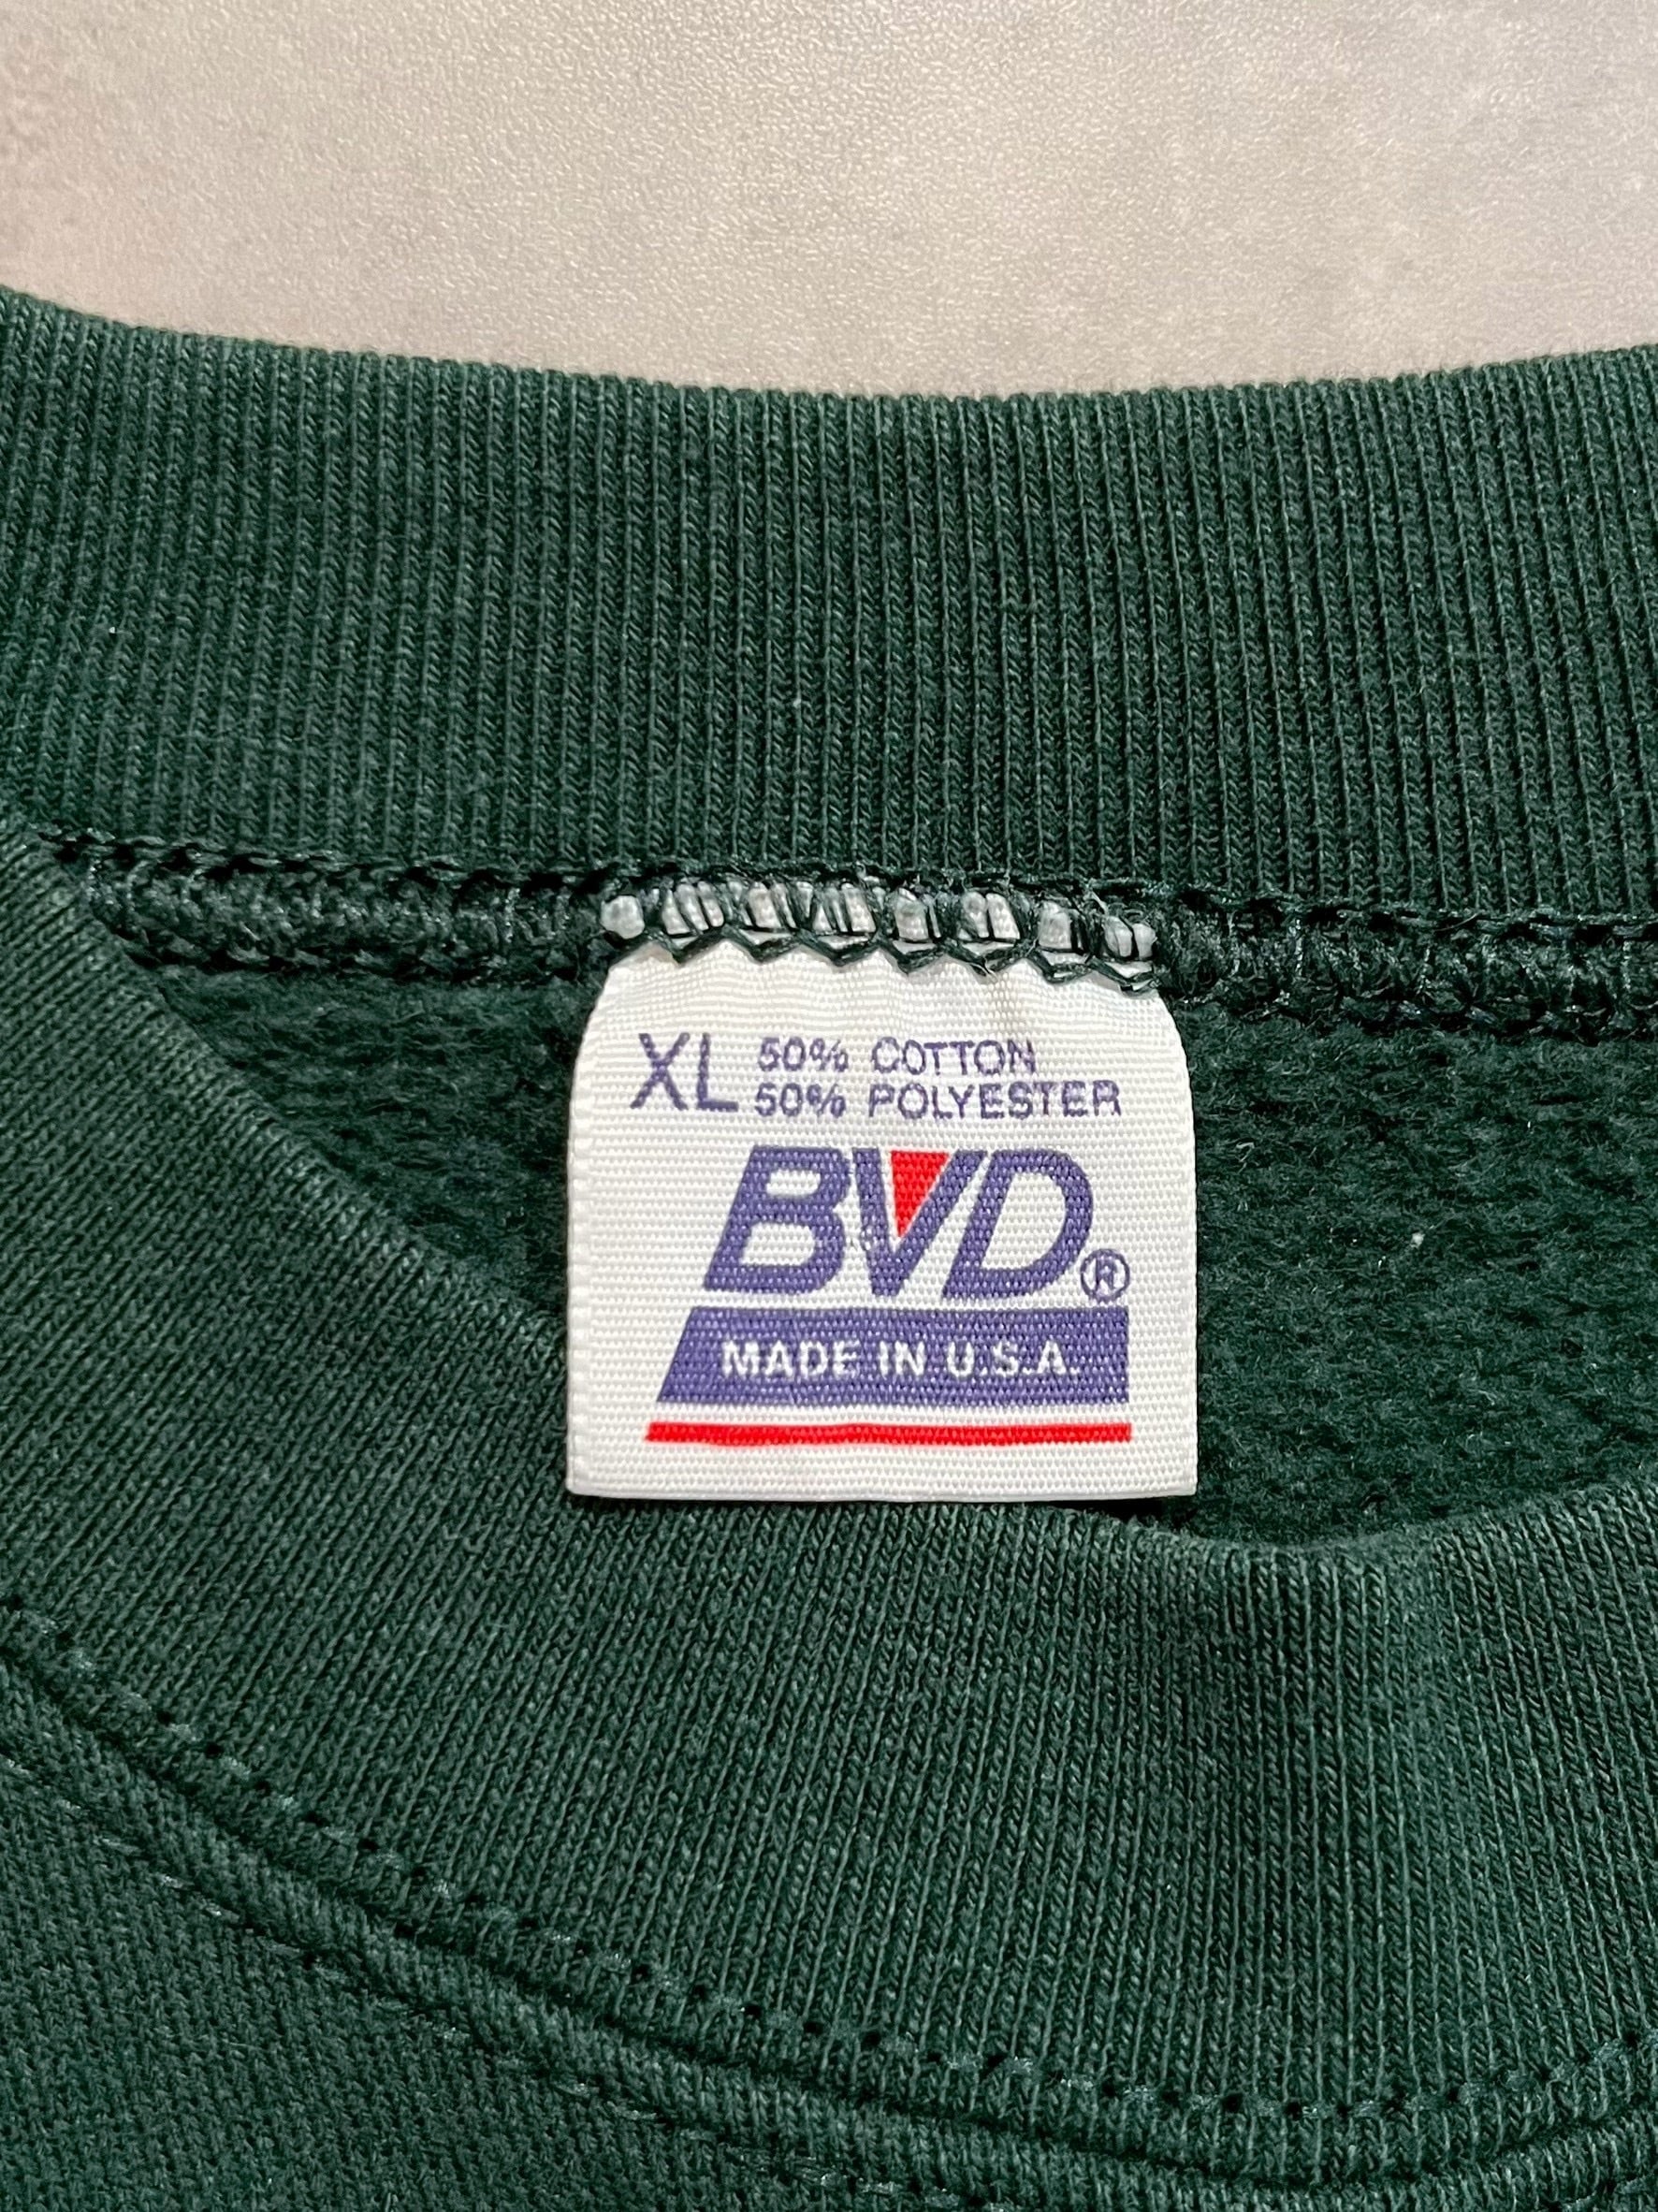 XL 50% COTTON
50% POLYESTER
BVD®
MADE IN U.S.A.